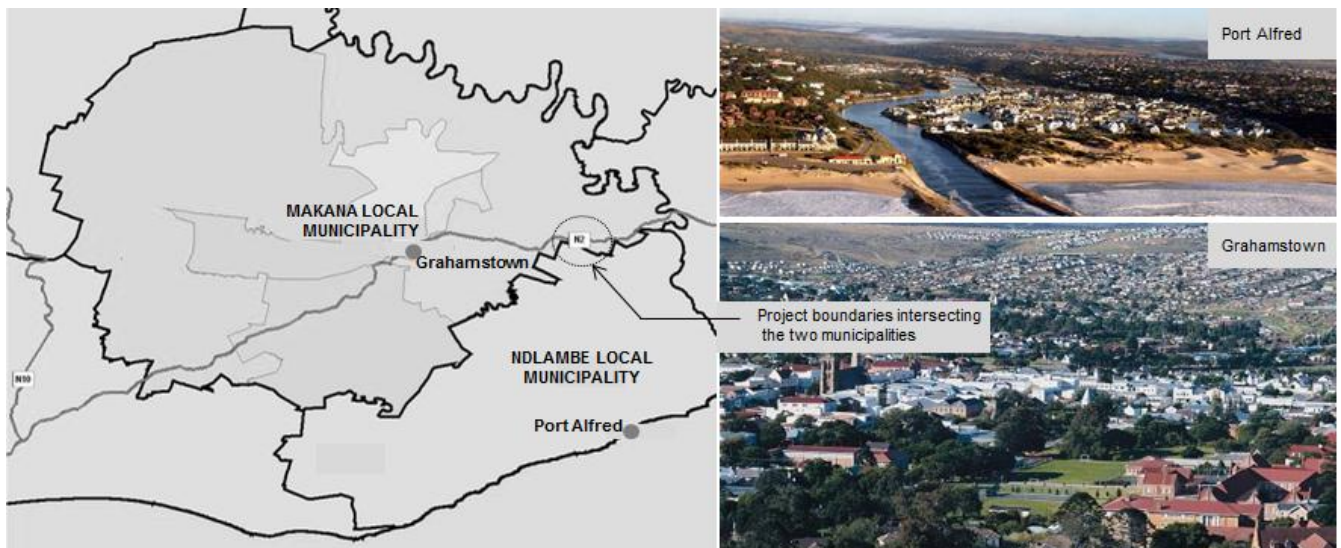 MAKANA LOCAL
MUNICIPALITY
N2
Grahamstown
Project boundaries intersecting
the two municipalities
NDLAMBE LOCAL
MUNICIPALITY
N10
Port Alfred
Port Alfred
Grahamstown